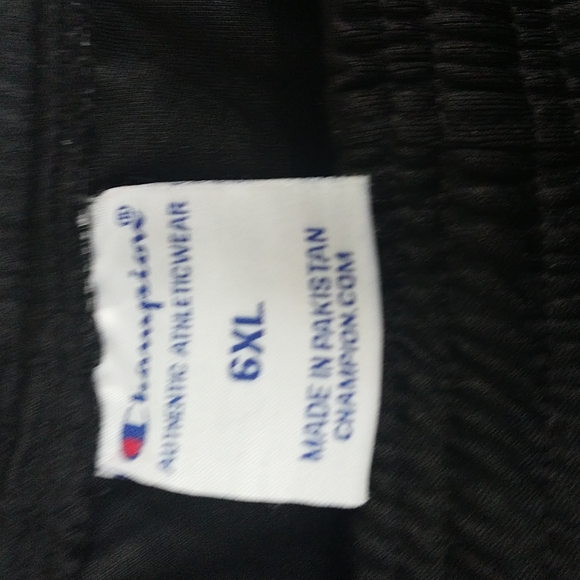 Champion®
AUTHENTIC ATHLETICWEAR
6XL
MADE IN PAKISTAN
CHAMPION.COM